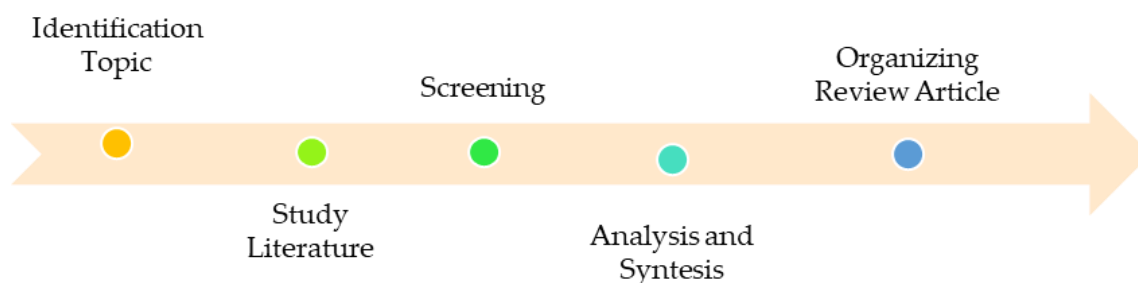 Identification
Topic
Study
Literature
Screening
Analysis and
Syntesis
Organizing
Review Article